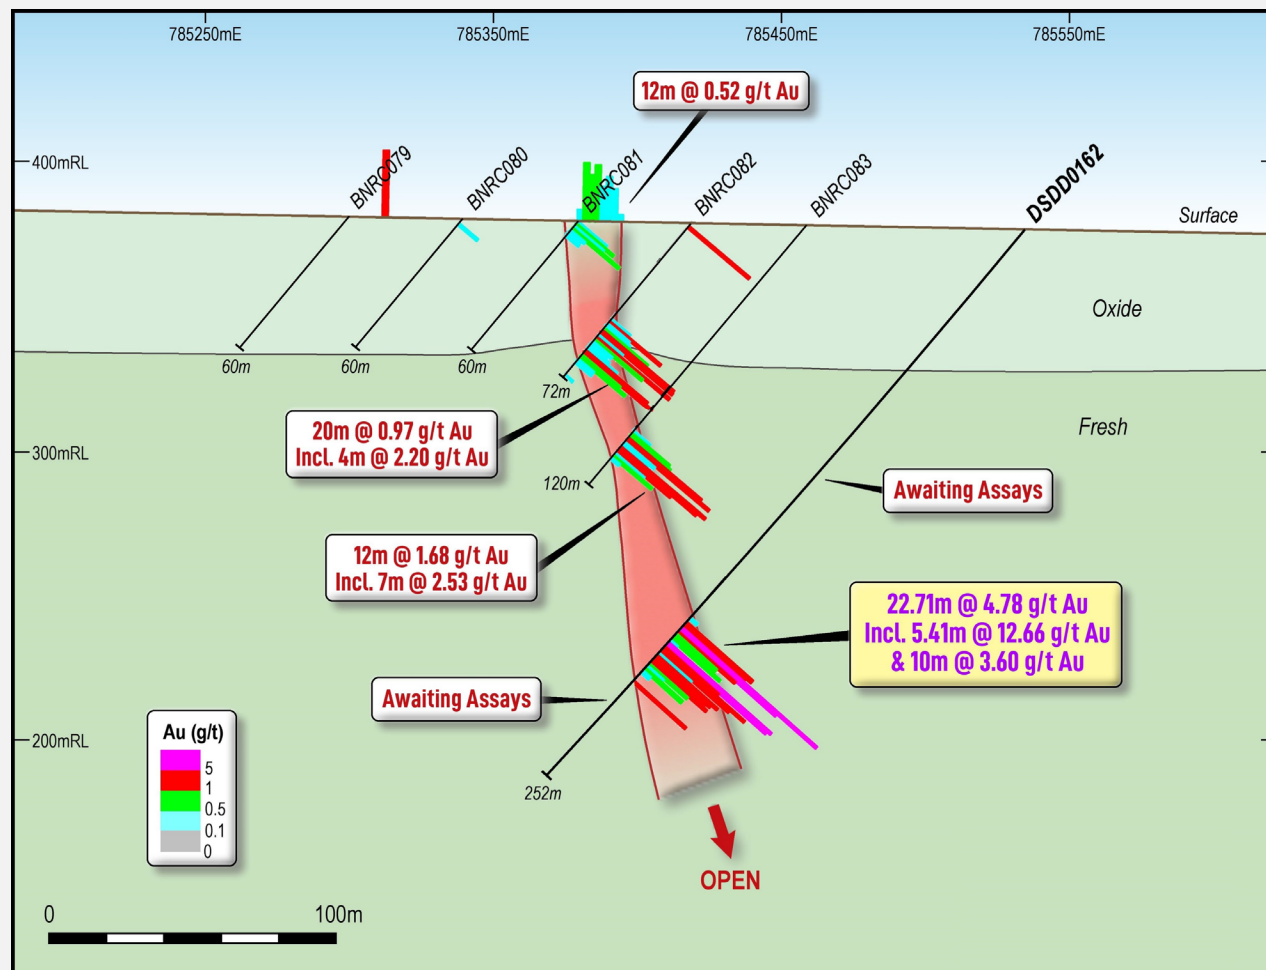 785250mE
785350mE
785450mE
785550mE
12m @ 0.52 g/t Au
400mRL
BNRC079
BNRC080
BNRC081
BNRC082
BNRC083
DSDD0162
Surface
Oxide
60m
60m
60m
72m
20m @ 0.97 g/t Au
Incl. 4m @ 2.20 g/t Au
Fresh
300mRL
120m
Awaiting Assays
12m @ 1.68 g/t Au
Incl. 7m @ 2.53 g/t Au
22.71m @ 4.78 g/t Au
Incl. 5.41m @ 12.66 g/t Au
& 10m @ 3.60 g/t Au
Awaiting Assays
200mRL
252m
Au (g/t)
5
1
0.5
0.1
0
OPEN
0
100m